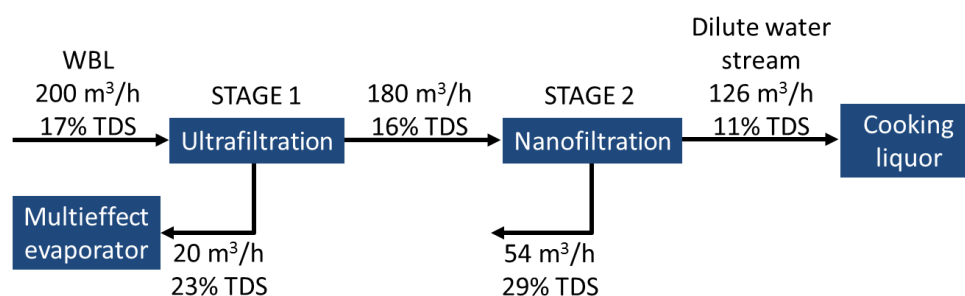 WBL
200 m³/h
17% TDS
STAGE 1
Ultrafiltration
180 m³/h
16% TDS
STAGE 2
Nanofiltration
Dilute water
stream
126 m³/h
11% TDS
Cooking
liquor
Multieffect
evaporator
20 m³/h
23% TDS
54 m³/h
29% TDS